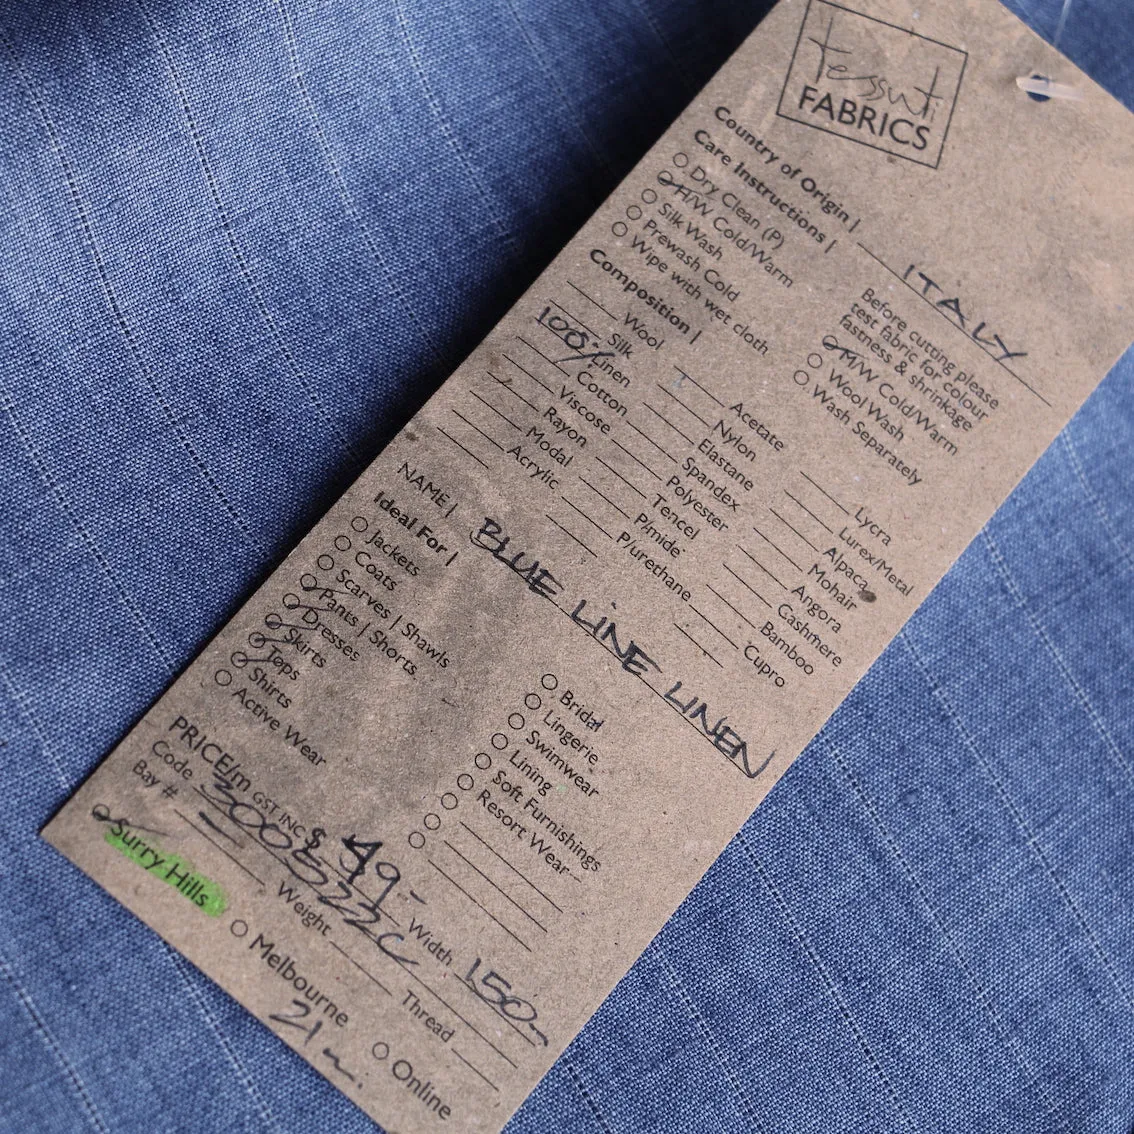 tessuti
FABRICS
Country of Origin | ITALY
Care Instructions |
Dry Clean (P)
H/W Cold/Warm
Silk Wash
Prewash Cold
Wipe with wet cloth
Before cutting please
test fabric for colour
fastness & shrinkage
M/W Cold/Warm
Wool Wash
Wash Separately
Composition |
Wool
Silk
100% Linen
Cotton
Viscose
Rayon
Modal
Acrylic
Acetate
Nylon
Elastane
Spandex
Polyester
Tencel
P/mide
P/urethane
Lycra
Lurex/Metal
Alpaca
Mohair
Angora
Cashmere
Bamboo
Cupro
NAME | BLUE LINE LINEN
Ideal For |
Jackets
Coats
Scarves | Shawls
Pants | Shorts
Dresses
Skirts
Tops
Shirts
Active Wear
Bridal
Lingerie
Swimwear
Lining
Soft Furnishings
Resort Wear
PRICE/m GST INC $ 49-
Code 300522C Width 150-
Bay # Weight Thread
Surry Hills Melbourne Online
21 m.